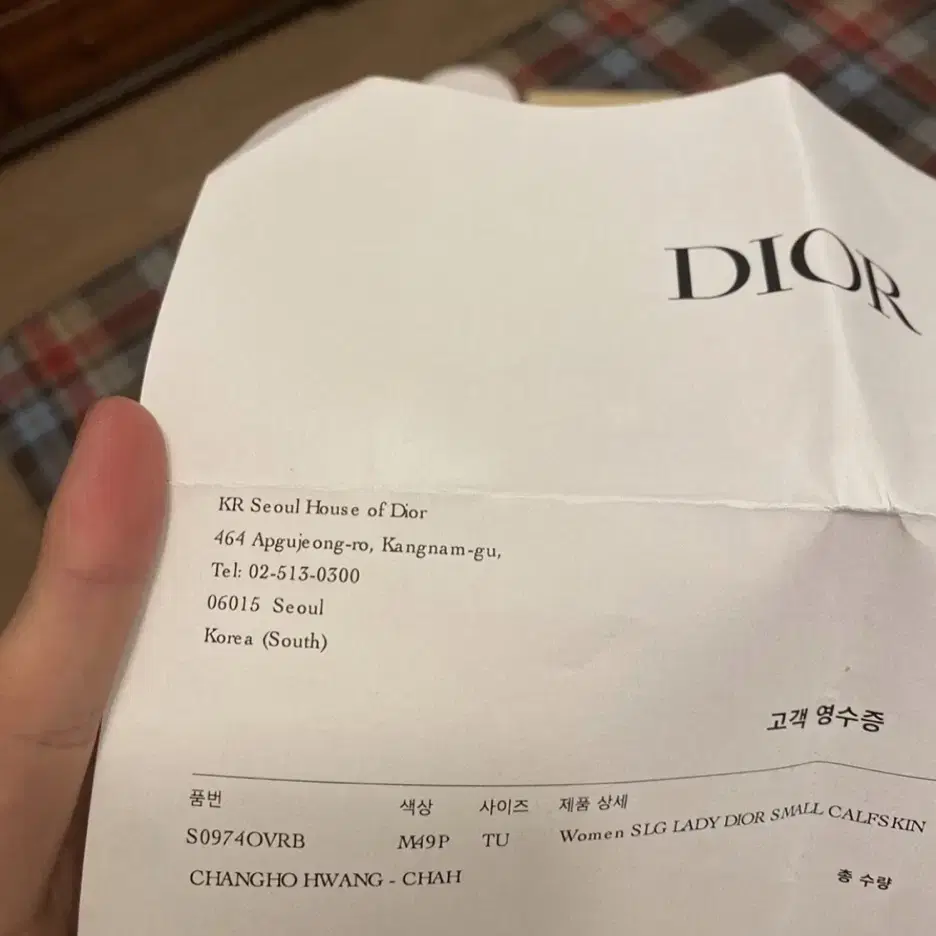 DIOR
KR Seoul House of Dior
464 Apgujeong-ro, Kangnam-gu,
Tel: 02-513-0300
06015 Seoul
Korea (South)
고객 영수증
품번 색상 사이즈 제품 상세
S0974OVRB M49P TU Women SLG LADY DIOR SMALL CALFSKIN
CHANGHO HWANG - CHAH
총 수량